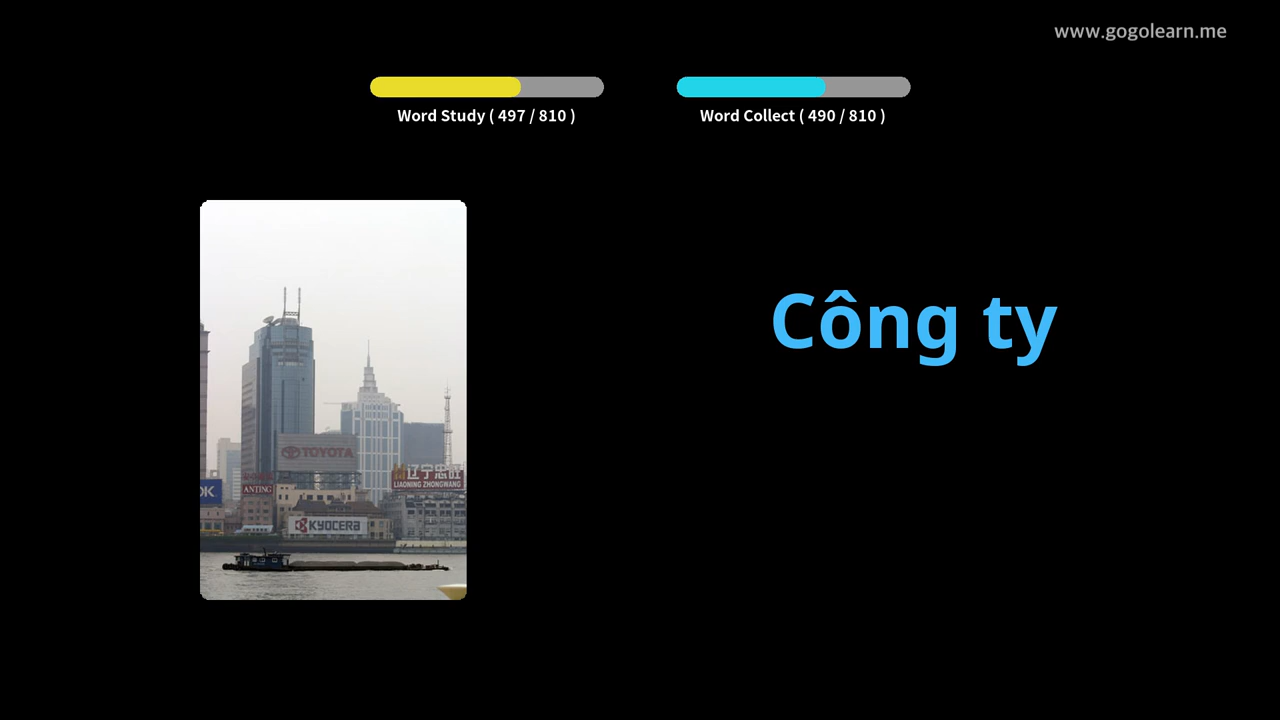 www.gogolearn.me
Word Study ( 497 / 810 )
Word Collect ( 490 / 810 )
Công ty
TOYOTA
辽宁忠旺
LIAONING ZHONGWANG
OK
ANTING
KYOCERA